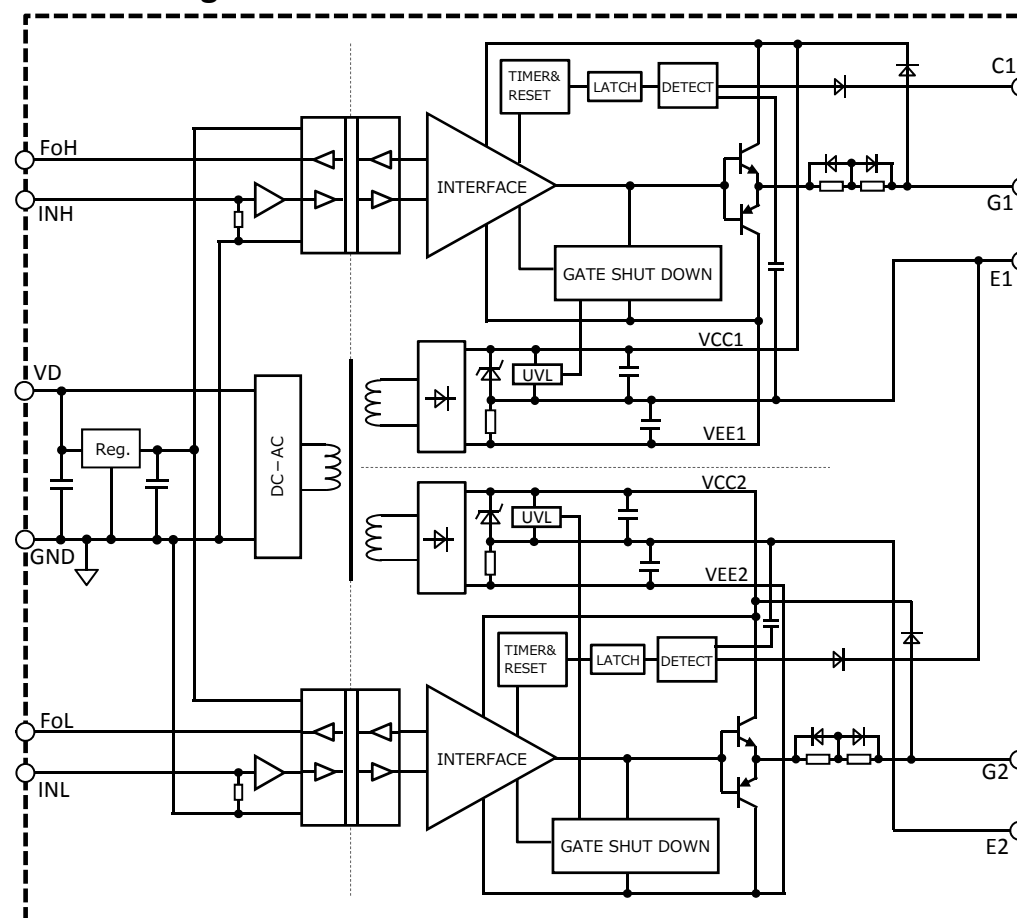 TIMER&
RESET
LATCH
DETECT
C1
FoH
INTERFACE
INH
G1
GATE SHUT DOWN
E1
VCC1
VD
UVL
Reg.
DC-AC
VEE1
VCC2
UVL
GND
VEE2
TIMER&
RESET
LATCH
DETECT
FoL
INTERFACE
INL
G2
GATE SHUT DOWN
E2